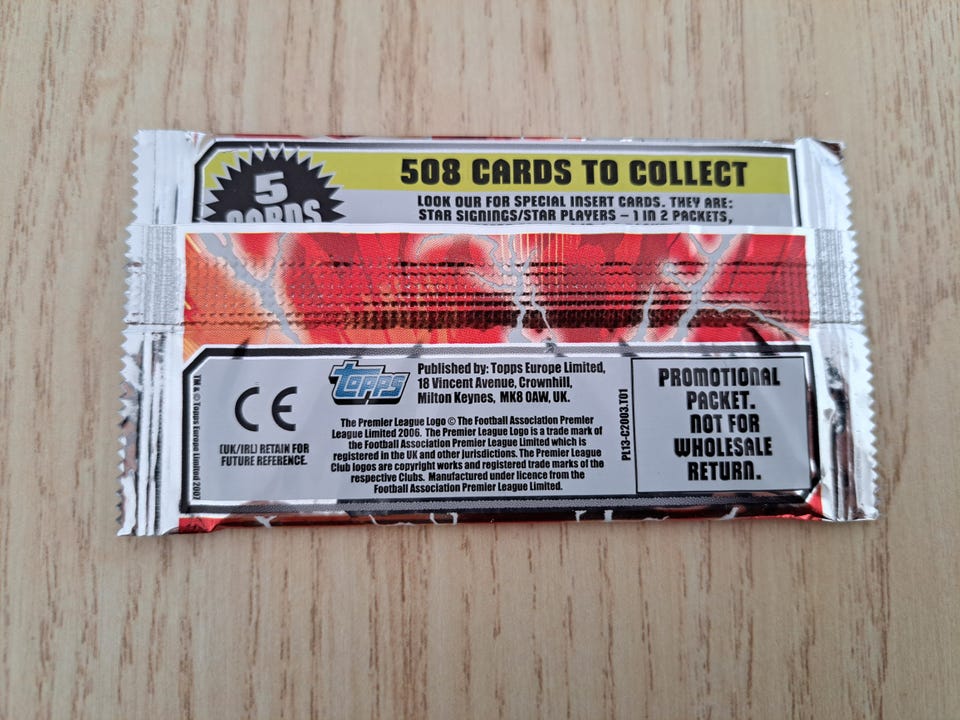 5
CARDS
508 CARDS TO COLLECT
LOOK OUR FOR SPECIAL INSERT CARDS. THEY ARE:
STAR SIGNINGS/STAR PLAYERS – 1 IN 2 PACKETS,
TM & © Topps Europe Limited 2007
CE
(UK/IRL) RETAIN FOR
FUTURE REFERENCE.
Topps
Published by: Topps Europe Limited,
18 Vincent Avenue, Crownhill,
Milton Keynes, MK8 0AW, UK.
The Premier League Logo © The Football Association Premier
League Limited 2006. The Premier League Logo is a trade mark of
the Football Association Premier League Limited which is
registered in the UK and other jurisdictions. The Premier League
Club logos are copyright works and registered trade marks of the
respective Clubs. Manufactured under licence from the
Football Association Premier League Limited.
PL13-C2003.T01
PROMOTIONAL
PACKET.
NOT FOR
WHOLESALE
RETURN.